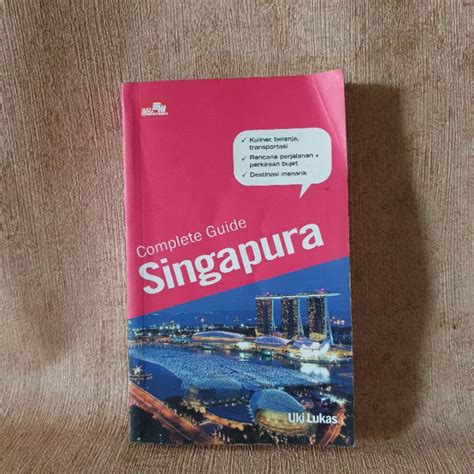 ✓ Kuliner, belanja,
transportasi
✓ Rencana perjalanan +
perkiraan bujet
✓ Destinasi menarik
Complete Guide
Singapura
Uki Lukas